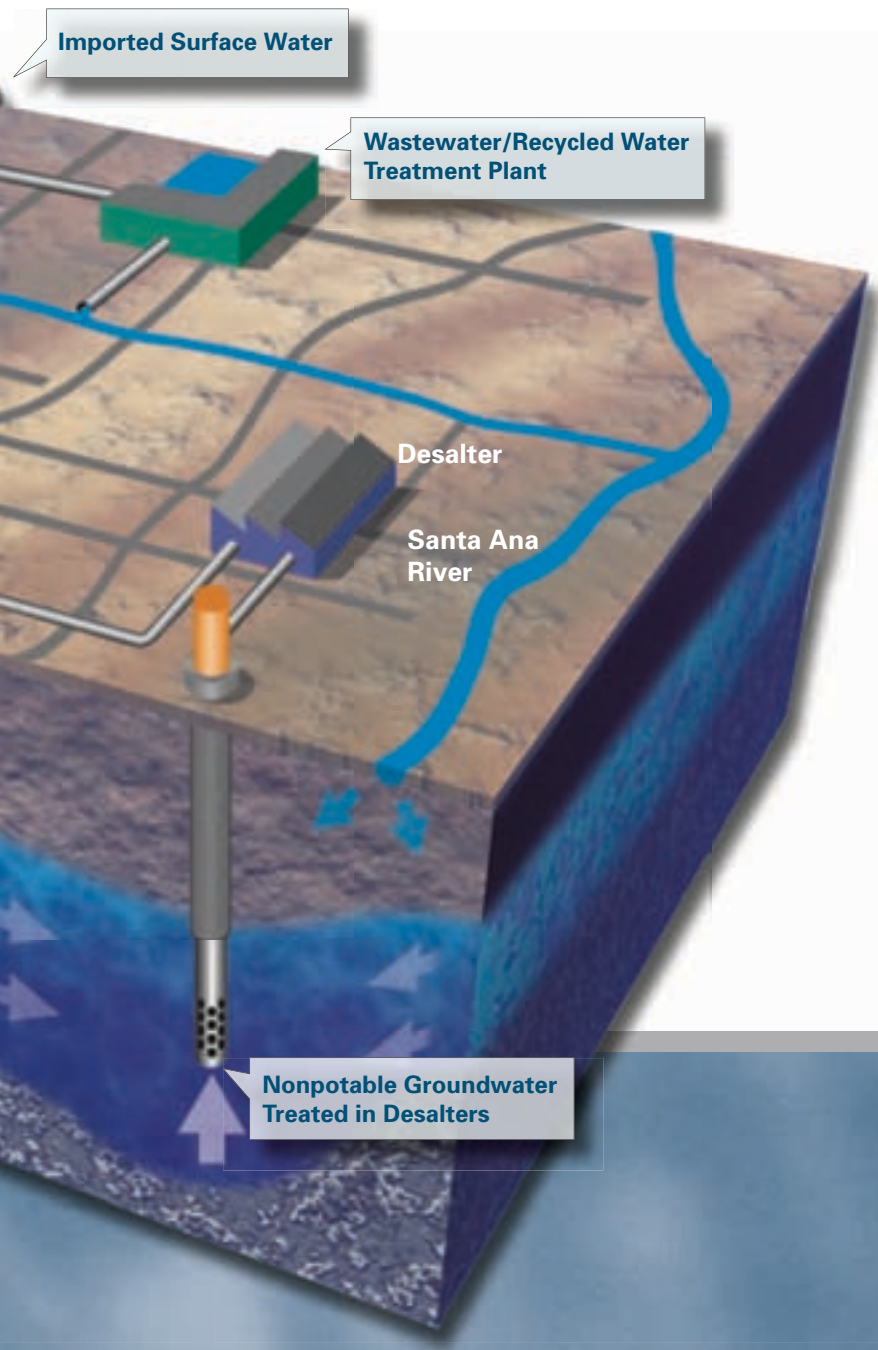 Imported Surface Water
Wastewater/Recycled Water
Treatment Plant
Desalter
Santa Ana
River
Nonpotable Groundwater
Treated in Desalters